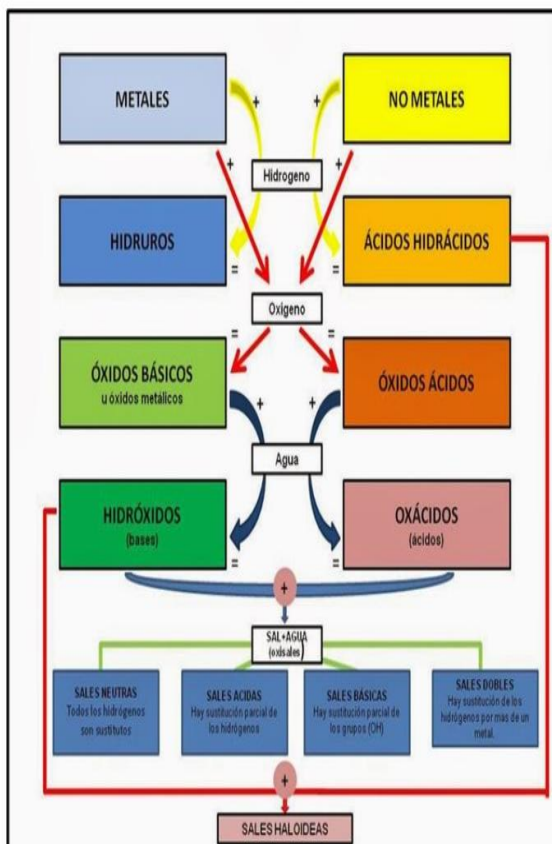 METALES
NO METALES
+
+
+
+
Hidrogeno
HIDRUROS
ÁCIDOS HIDRÁCIDOS
=
=
Oxigeno
=
=
ÓXIDOS BÁSICOS
u óxidos metálicos
ÓXIDOS ÁCIDOS
+
+
Agua
HIDRÓXIDOS
(bases)
OXÁCIDOS
(ácidos)
=
=
+
SAL+AGUA
(oxisales)
SALES NEUTRAS
Todos los hidrógenos
son sustitutos
SALES ACIDAS
Hay sustitución parcial
de los hidrógenos
SALES BÁSICAS
Hay sustitución parcial de
los grupos (OH)
SALES DOBLES
Hay sustitución de los
hidrógenos por mas de un
metal.
+
SALES HALOIDEAS